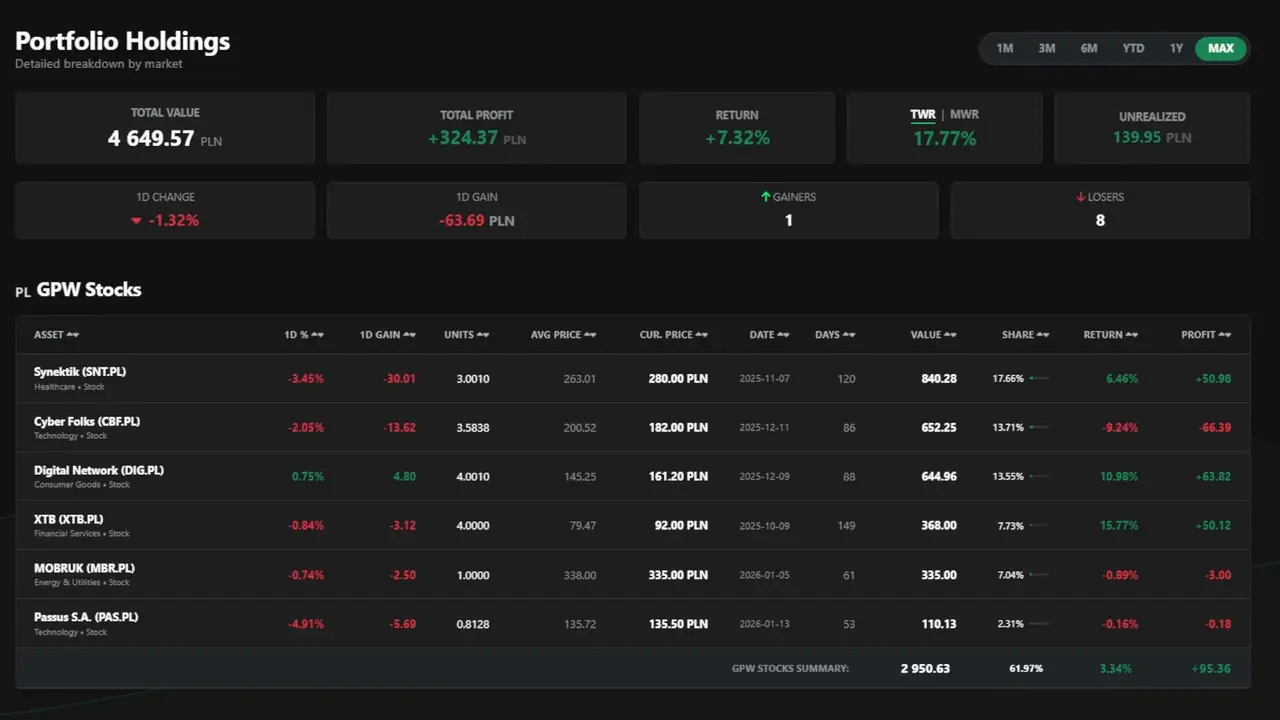 Portfolio Holdings
Detailed breakdown by market
1M 3M 6M YTD 1Y MAX
TOTAL VALUE
4 649.57 PLN
TOTAL PROFIT
+324.37 PLN
RETURN
+7.32%
TWR | MWR
17.77%
UNREALIZED
139.95 PLN
1D CHANGE
-1.32%
1D GAIN
-63.69 PLN
GAINERS
1
LOSERS
8
PL GPW Stocks
ASSET 1D % 1D GAIN UNITS AVG PRICE CUR. PRICE DATE DAYS VALUE SHARE RETURN PROFIT
Synektik (SNT.PL) -3.45% -30.01 3.0010 263.01 280.00 PLN 2025-11-07 120 840.28 17.66% 6.46% +50.98
Healthcare • Stock
Cyber Folks (CBF.PL) -2.05% -13.62 3.5838 200.52 182.00 PLN 2025-12-11 86 652.25 13.71% -9.24% -66.39
Technology • Stock
Digital Network (DIG.PL) 0.75% 4.80 4.0010 145.25 161.20 PLN 2025-12-09 88 644.96 13.55% 10.98% +63.82
Consumer Goods • Stock
XTB (XTB.PL) -0.84% -3.12 4.0000 79.47 92.00 PLN 2025-10-09 149 368.00 7.73% 15.77% +50.12
Financial Services • Stock
MOBRUK (MBR.PL) -0.74% -2.50 1.0000 338.00 335.00 PLN 2026-01-05 61 335.00 7.04% -0.89% -3.00
Energy & Utilities • Stock
Passus S.A. (PAS.PL) -4.91% -5.69 0.8128 135.72 135.50 PLN 2026-01-13 53 110.13 2.31% -0.16% -0.18
Technology • Stock
GPW STOCKS SUMMARY: 2 950.63 61.97% 3.34% +95.36